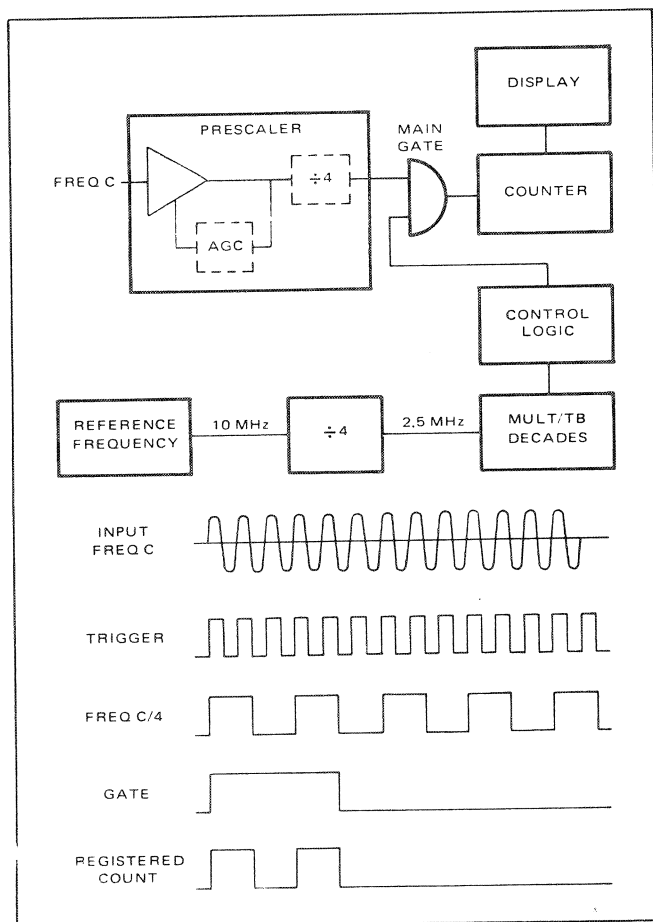 DISPLAY
PRESCALER
MAIN
GATE
FREQ C
÷4
COUNTER
AGC
CONTROL
LOGIC
REFERENCE
FREQUENCY
10 MHz
÷4
2.5 MHz
MULT/TB
DECADES
INPUT
FREQ C
TRIGGER
FREQ C/4
GATE
REGISTERED
COUNT